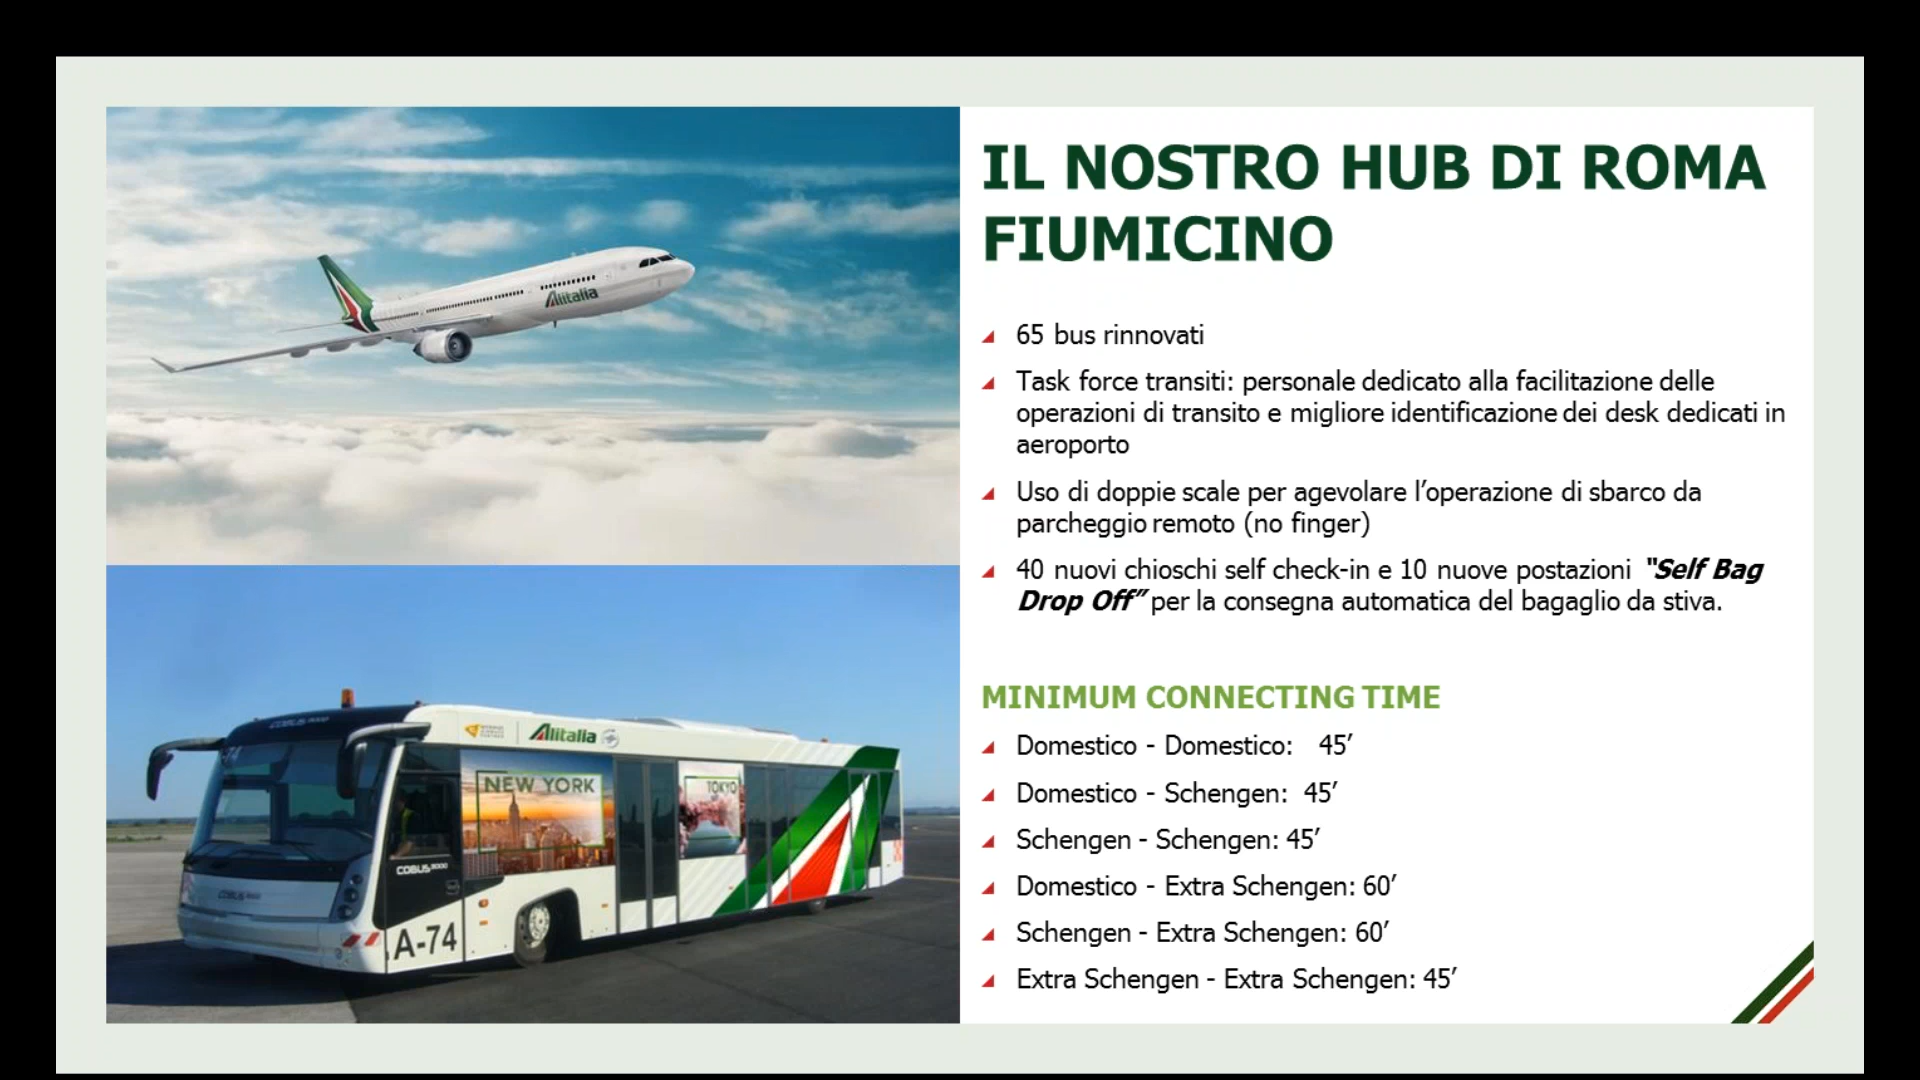 IL NOSTRO HUB DI ROMA
FIUMICINO
65 bus rinnovati
Task force transiti: personale dedicato alla facilitazione delle
operazioni di transito e migliore identificazione dei desk dedicati in
aeroporto
Uso di doppie scale per agevolare l’operazione di sbarco da
parcheggio remoto (no finger)
40 nuovi chioschi self check-in e 10 nuove postazioni “Self Bag
Drop Off” per la consegna automatica del bagaglio da stiva.
MINIMUM CONNECTING TIME
Domestico - Domestico: 45’
Domestico - Schengen: 45’
Schengen - Schengen: 45’
Domestico - Extra Schengen: 60’
Schengen - Extra Schengen: 60’
Extra Schengen - Extra Schengen: 45’
Alitalia
Alitalia
NEW YORK
TOKYO
COBUS 3000
A-74